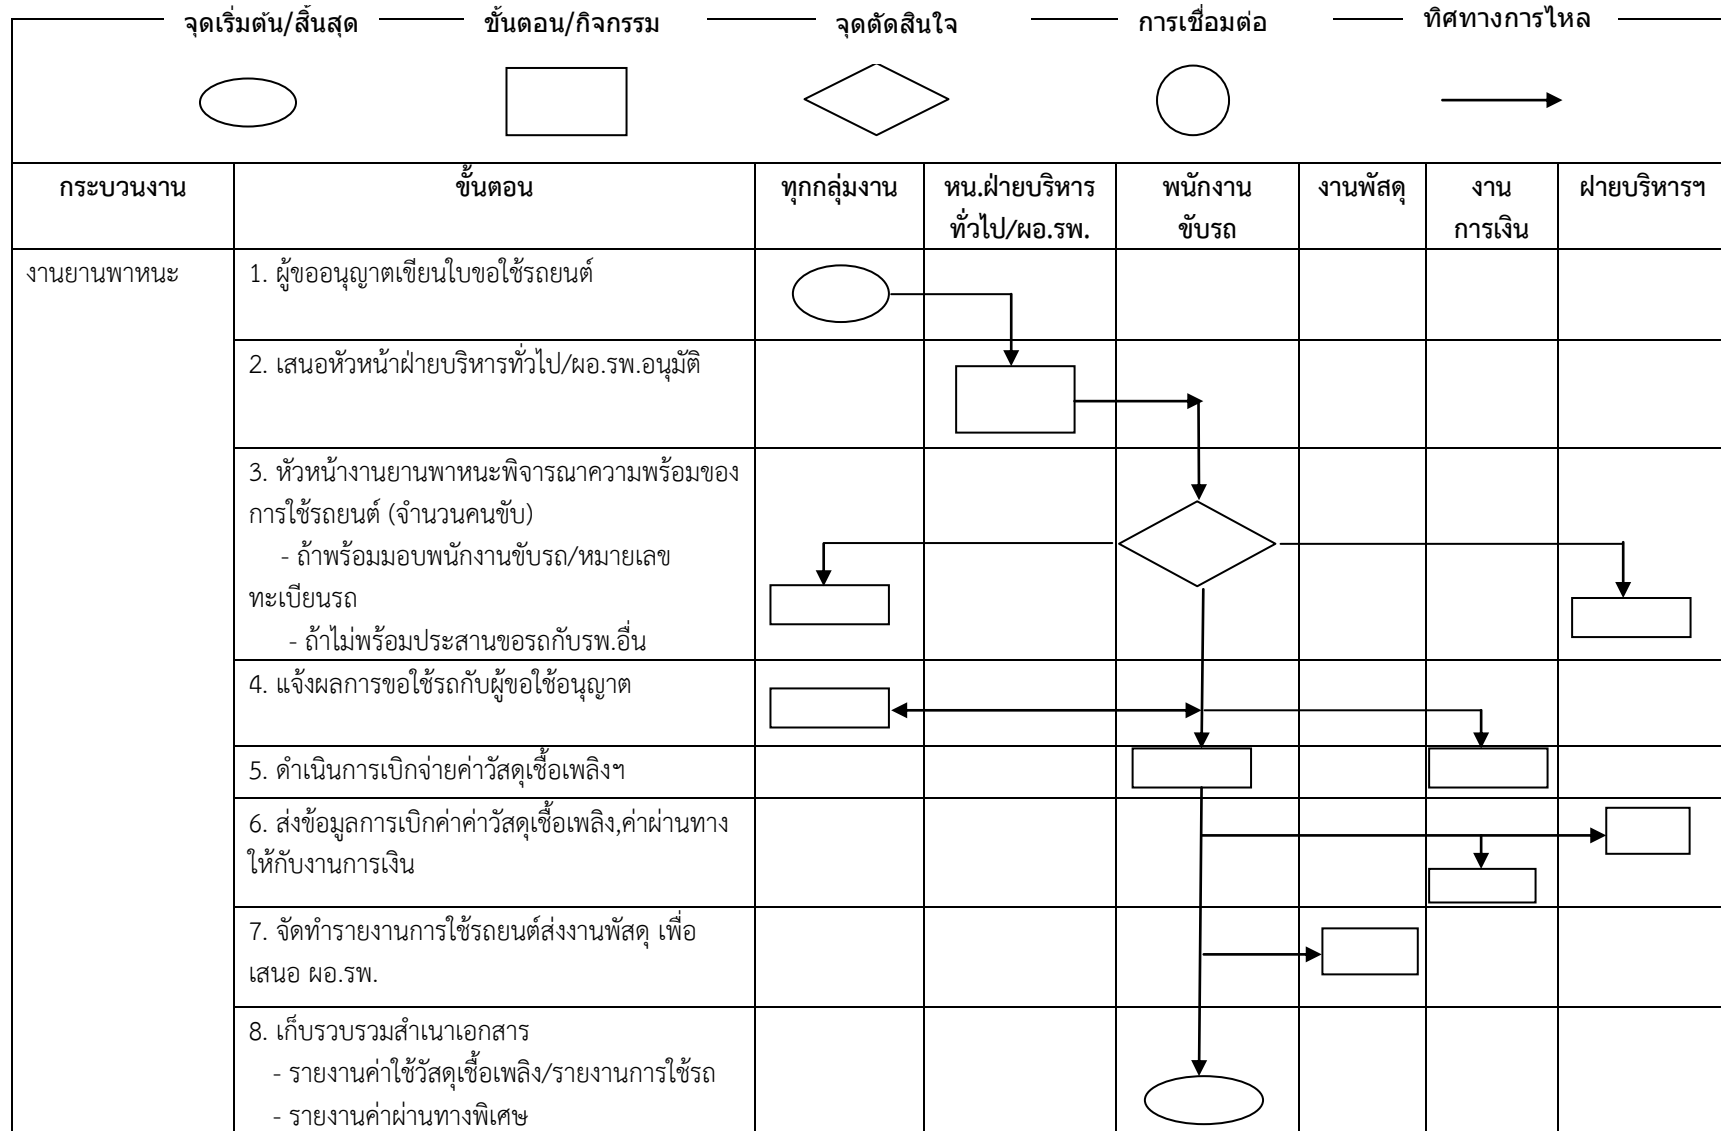 จุดเริ่มต้น/สิ้นสุด ขั้นตอน/กิจกรรม จุดตัดสินใจ การเชื่อมต่อ ทิศทางการไหล
กระบวนงาน ขั้นตอน ทุกกลุ่มงาน หน.ฝ่ายบริหาร พนักงาน งานพัสดุ งาน ฝ่ายบริหารฯ
ทั่วไป/ผอ.รพ. ขับรถ การเงิน
งานยานพาหนะ 1. ผู้ขออนุญาตเขียนใบขอใช้รถยนต์
2. เสนอหัวหน้าฝ่ายบริหารทั่วไป/ผอ.รพ.อนุมัติ
3. หัวหน้างานยานพาหนะพิจารณาความพร้อมของ
การใช้รถยนต์ (จำนวนคนขับ)
- ถ้าพร้อมมอบพนักงานขับรถ/หมายเลข
ทะเบียนรถ
- ถ้าไม่พร้อมประสานขอรถกับรพ.อื่น
4. แจ้งผลการขอใช้รถกับผู้ขอใช้อนุญาต
5. ดำเนินการเบิกจ่ายค่าวัสดุเชื้อเพลิงฯ
6. ส่งข้อมูลการเบิกค่าค่าวัสดุเชื้อเพลิง,ค่าผ่านทาง
ให้กับงานการเงิน
7. จัดทำรายงานการใช้รถยนต์ส่งงานพัสดุ เพื่อ
เสนอ ผอ.รพ.
8. เก็บรวบรวมสำเนาเอกสาร
- รายงานค่าใช้วัสดุเชื้อเพลิง/รายงานการใช้รถ
- รายงานค่าผ่านทางพิเศษ